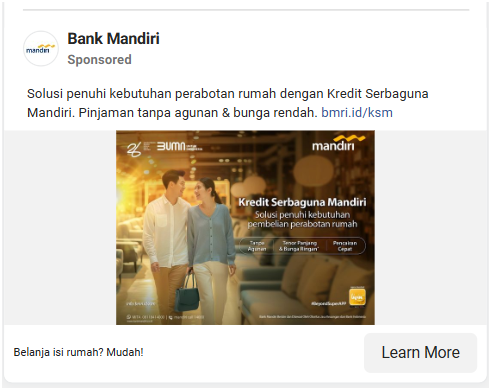 mandiri
Bank Mandiri
Sponsored
Solusi penuhi kebutuhan perabotan rumah dengan Kredit Serbaguna
Mandiri. Pinjaman tanpa agunan & bunga rendah. bmri.id/ksm
BUMN
mandiri
Kredit Serbaguna Mandiri
Solusi penuhi kebutuhan
pembelian perabotan rumah
Tanpa Agunan
Tenor Panjang & Bunga Ringan*
Pencairan Cepat
Belanja isi rumah? Mudah!
Learn More